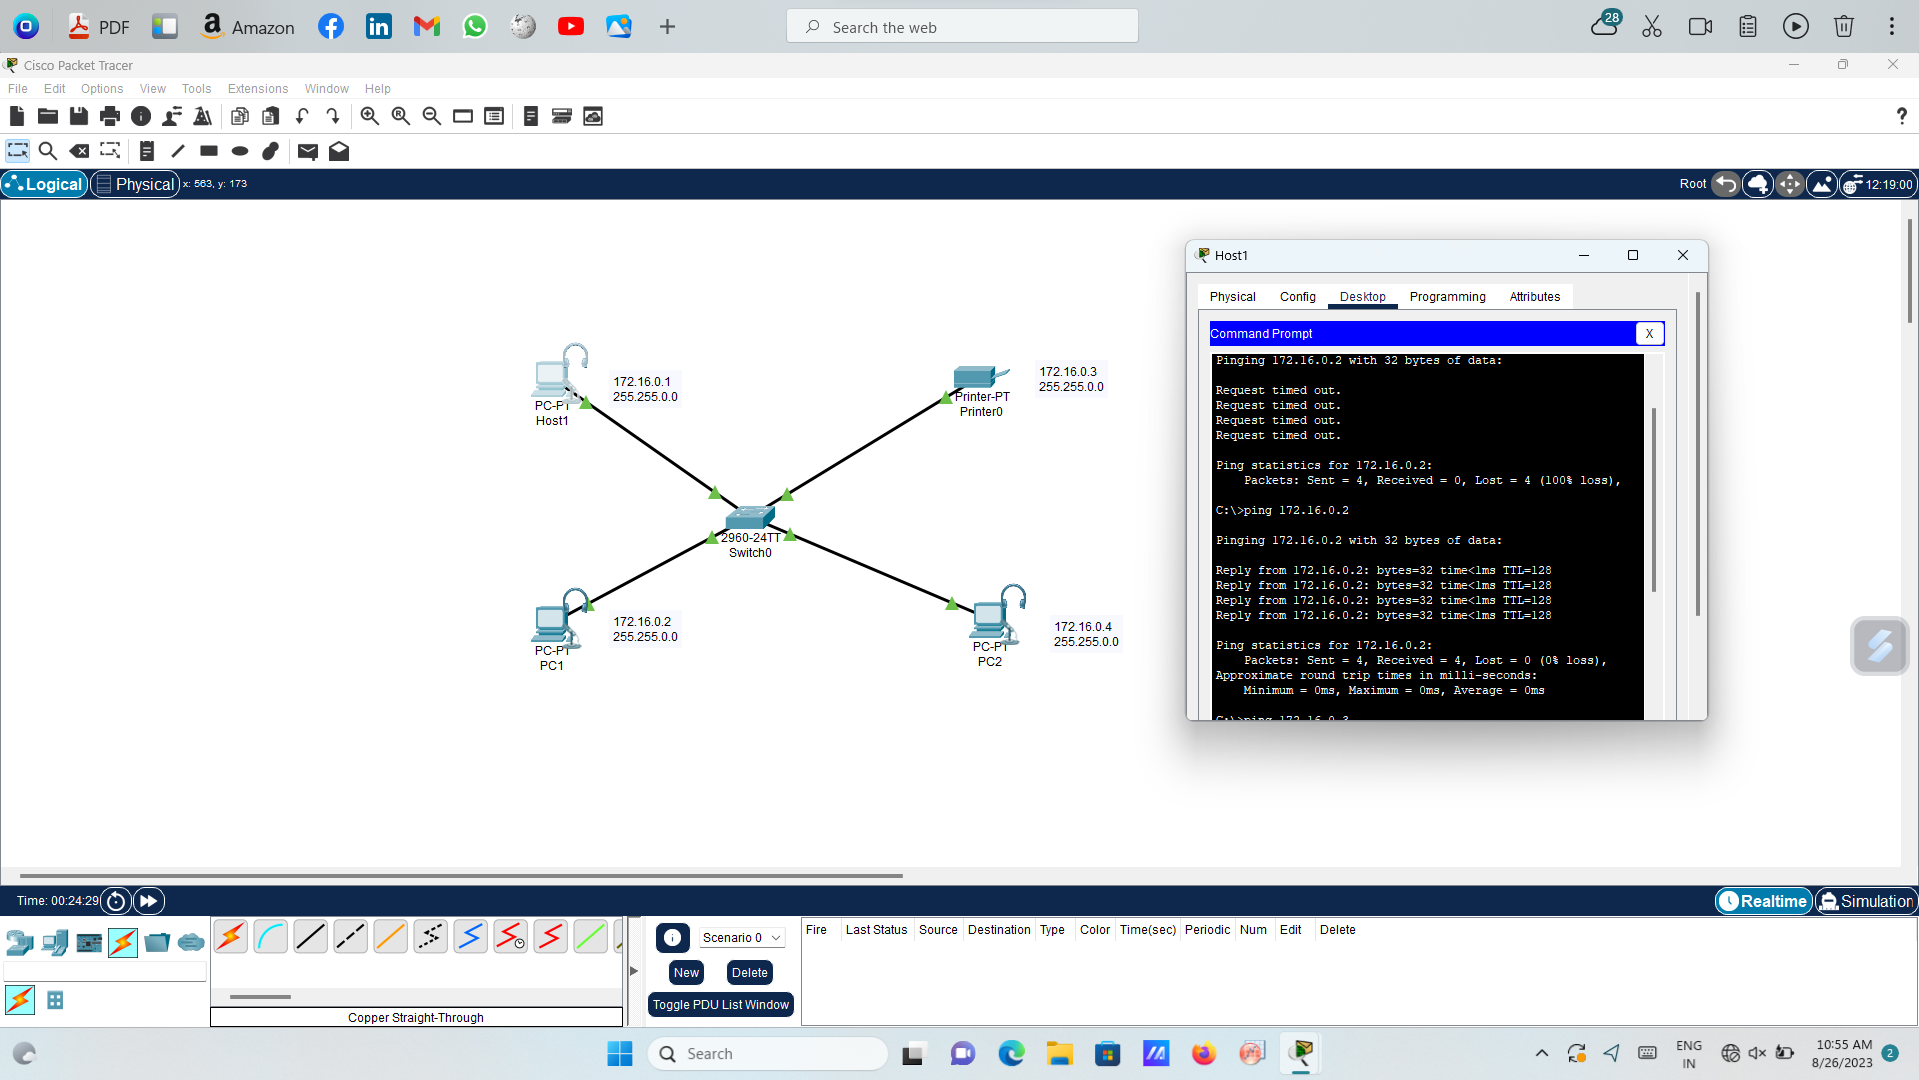 PDF
Amazon
Search the web
28
Cisco Packet Tracer
File Edit Options View Tools Extensions Window Help
Logical Physical x: 563, y: 173
Root 12:19:00
172.16.0.1
255.255.0.0
PC-PT
Host1
172.16.0.3
255.255.0.0
Printer-PT
Printer0
2960-24TT
Switch0
172.16.0.2
255.255.0.0
PC-PT
PC1
172.16.0.4
255.255.0.0
PC-PT
PC2
Host1
Physical Config Desktop Programming Attributes
Command Prompt X
Pinging 172.16.0.2 with 32 bytes of data:
Request timed out.
Request timed out.
Request timed out.
Request timed out.
Ping statistics for 172.16.0.2:
Packets: Sent = 4, Received = 0, Lost = 4 (100% loss),
C:\>ping 172.16.0.2
Pinging 172.16.0.2 with 32 bytes of data:
Reply from 172.16.0.2: bytes=32 time<1ms TTL=128
Reply from 172.16.0.2: bytes=32 time<1ms TTL=128
Reply from 172.16.0.2: bytes=32 time<1ms TTL=128
Reply from 172.16.0.2: bytes=32 time<1ms TTL=128
Ping statistics for 172.16.0.2:
Packets: Sent = 4, Received = 4, Lost = 0 (0% loss),
Approximate round trip times in milli-seconds:
Minimum = 0ms, Maximum = 0ms, Average = 0ms
C:\>ping 172.16.0.3
Time: 00:24:29
Realtime Simulation
Scenario 0
New Delete
Toggle PDU List Window
Fire Last Status Source Destination Type Color Time(sec) Periodic Num Edit Delete
Copper Straight-Through
Search
ENG
IN
10:55 AM
8/26/2023
2